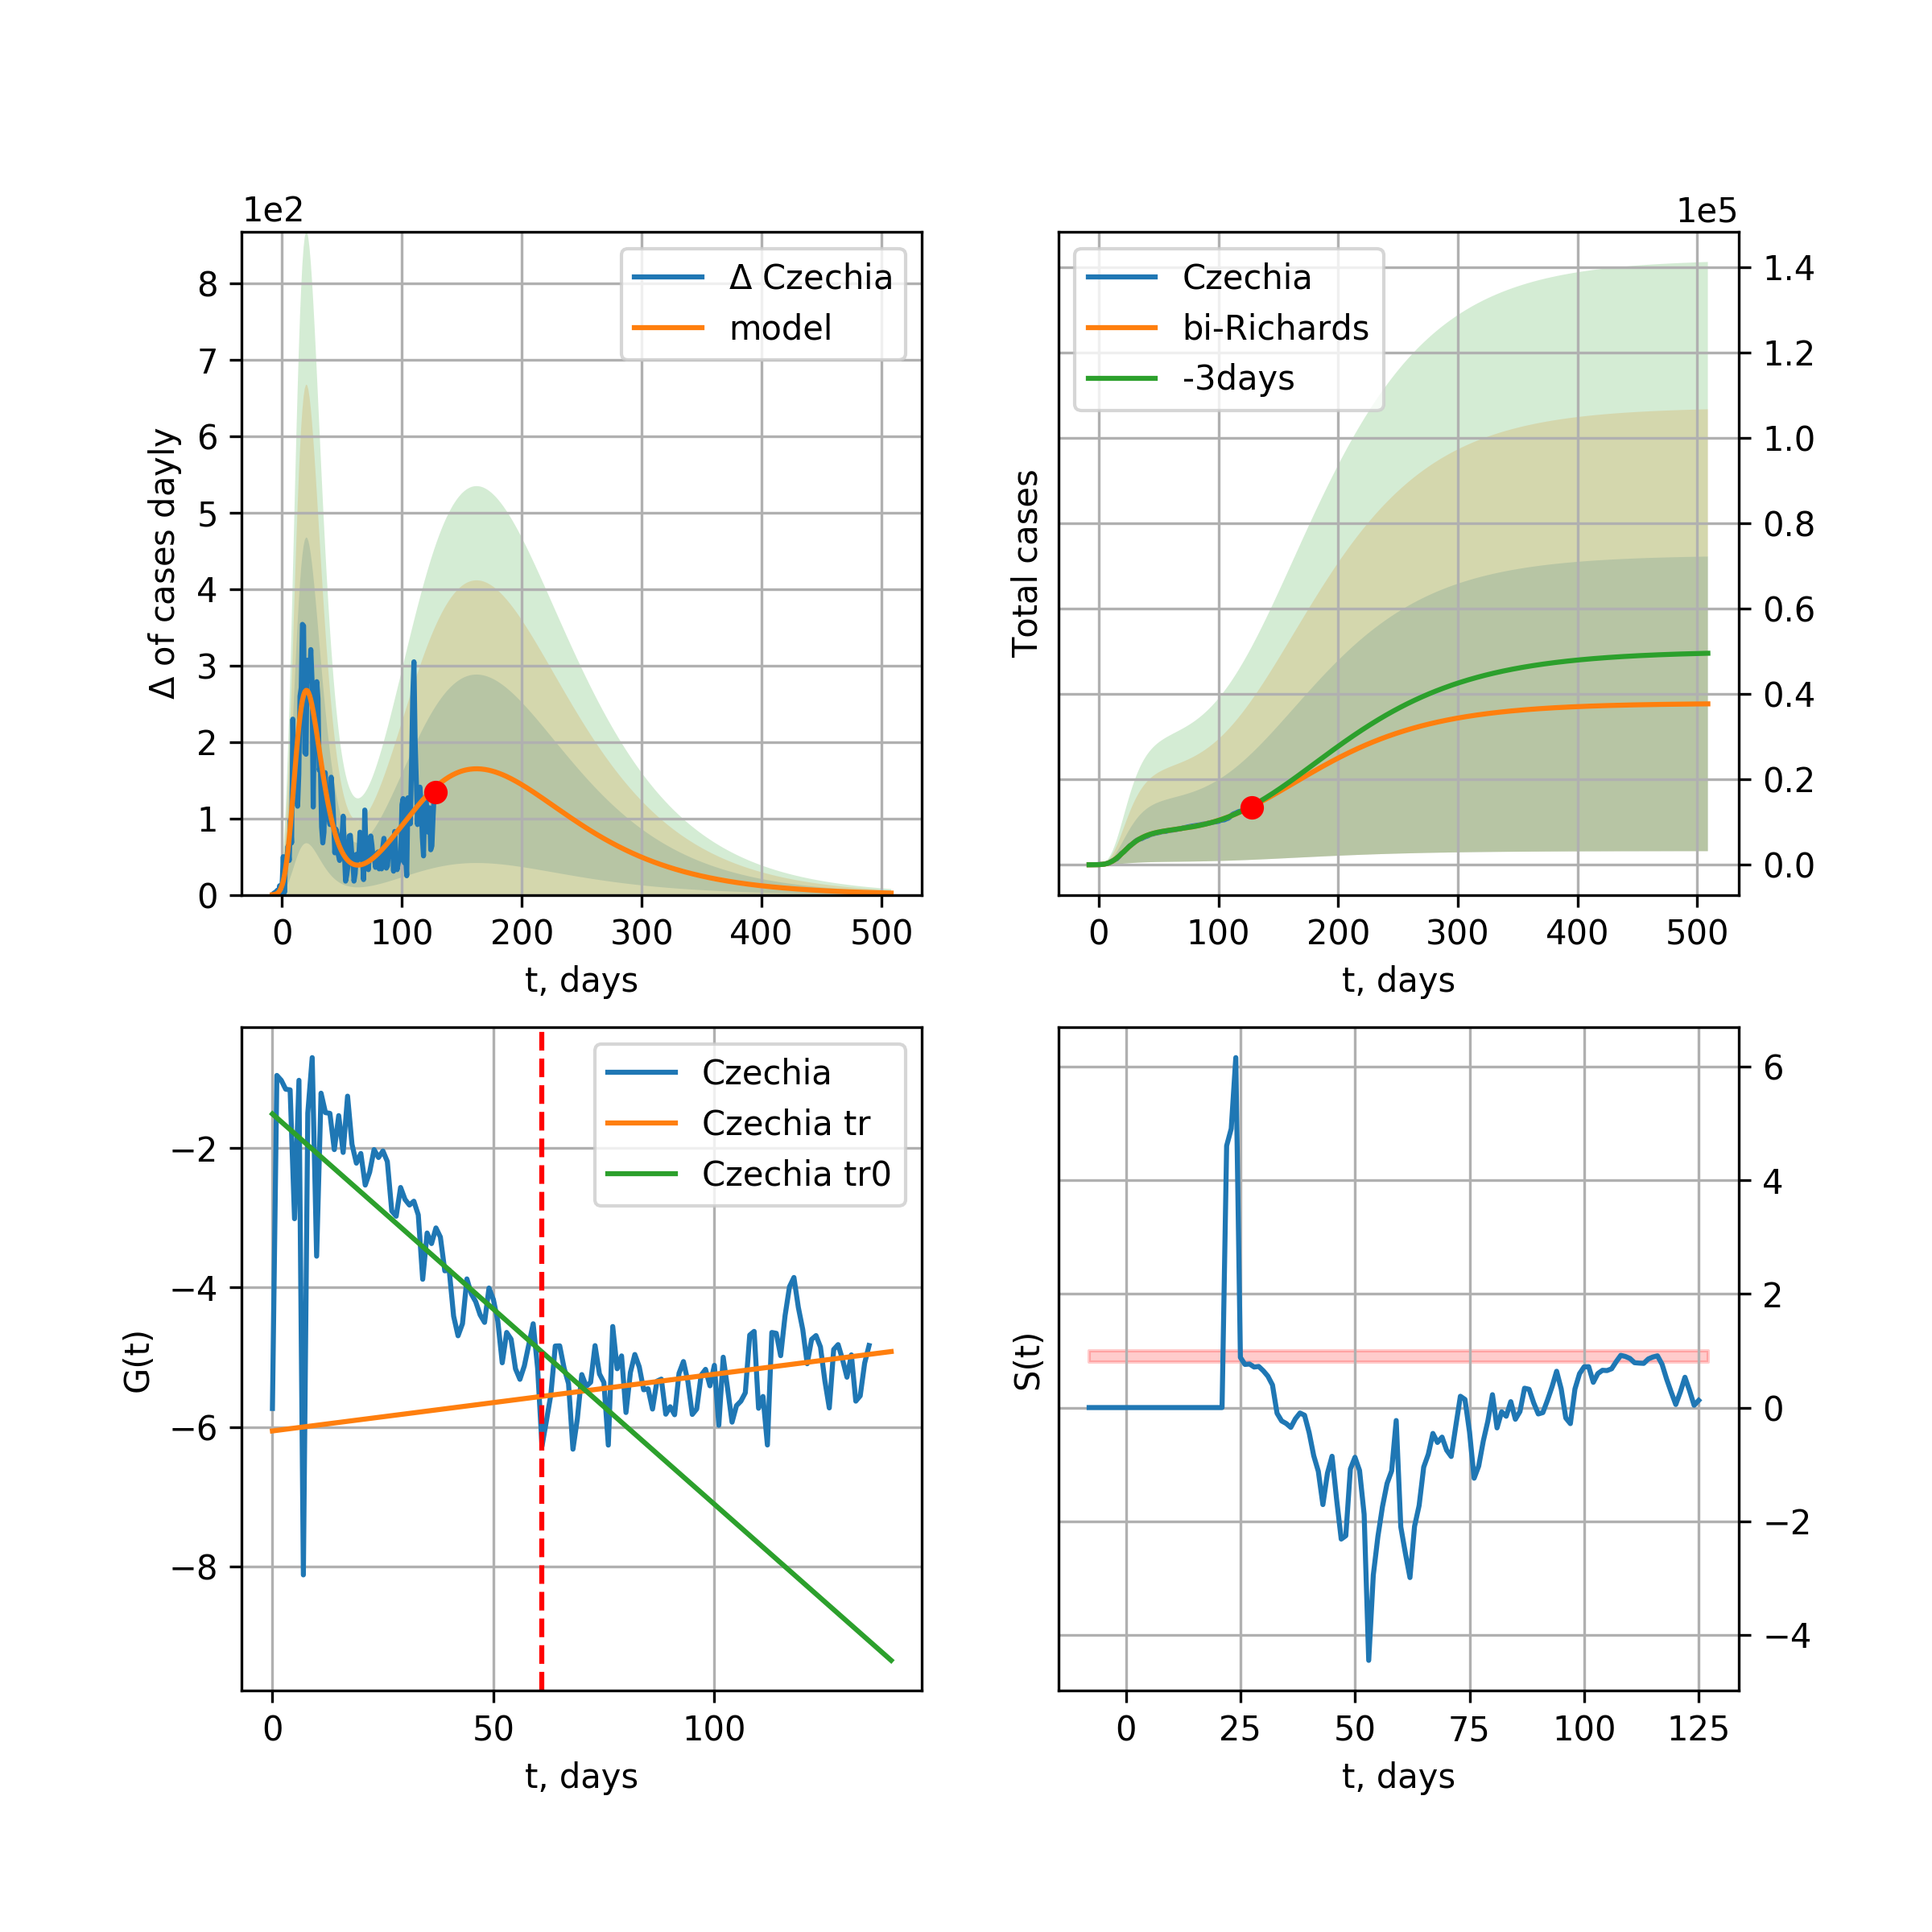 1e2
8
7
6
5
4
3
2
1
0
Δ of cases dayly
0 100 200 300 400 500
t, days
Δ Czechia
model
1e5
1.4
1.2
1.0
0.8
0.6
0.4
0.2
0.0
Total cases
0 100 200 300 400 500
t, days
Czechia
bi-Richards
-3days
−2
−4
−6
−8
G(t)
0 50 100
t, days
Czechia
Czechia tr
Czechia tr0
6
4
2
0
−2
−4
S(t)
0 25 50 75 100 125
t, days